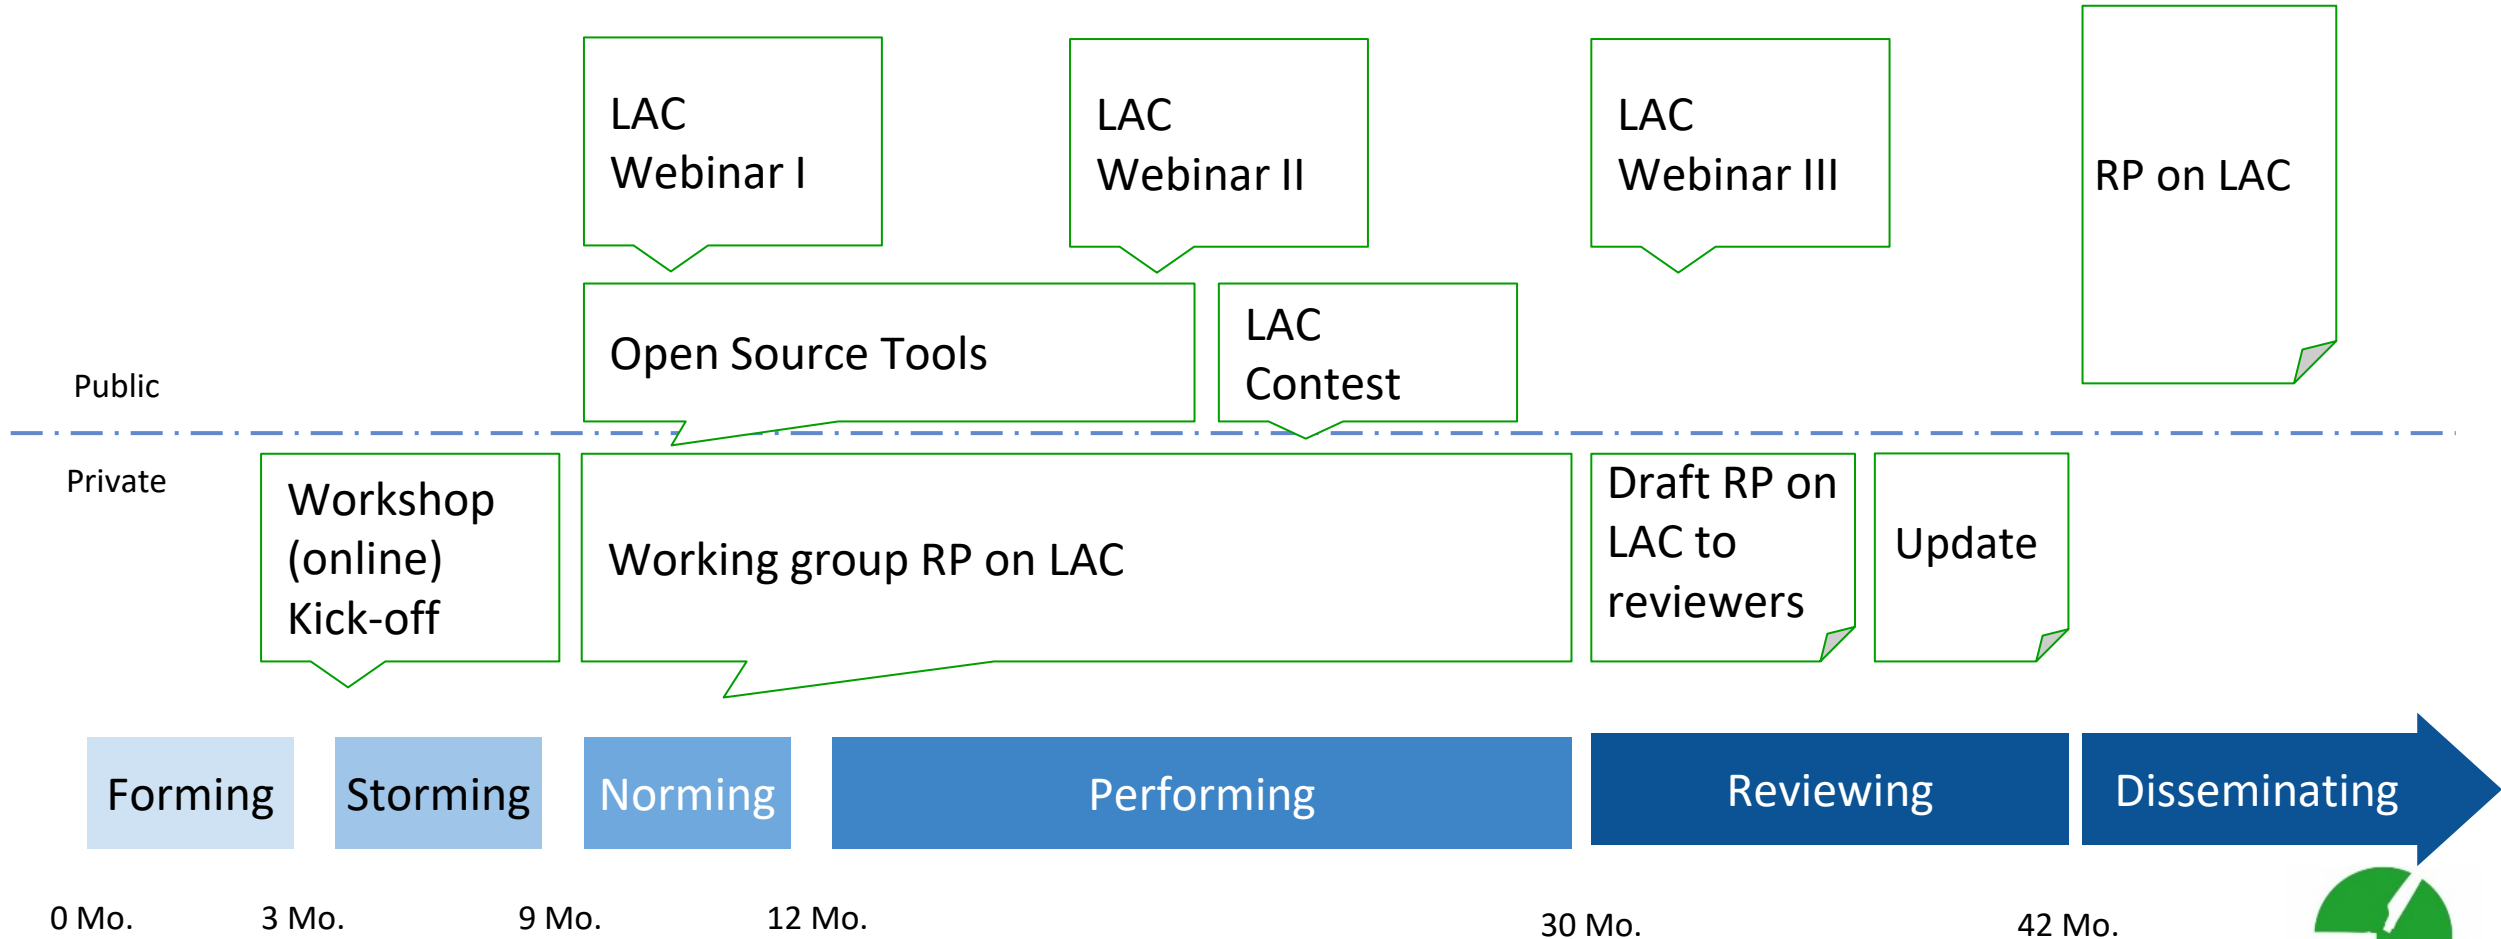 LAC
Webinar I
LAC
Webinar II
LAC
Webinar III
RP on LAC
Open Source Tools
LAC
Contest
Public
Private
Workshop
(online)
Kick-off
Working group RP on LAC
Draft RP on
LAC to
reviewers
Update
Forming
Storming
Norming
Performing
Reviewing
Disseminating
0 Mo.
3 Mo.
9 Mo.
12 Mo.
30 Mo.
42 Mo.